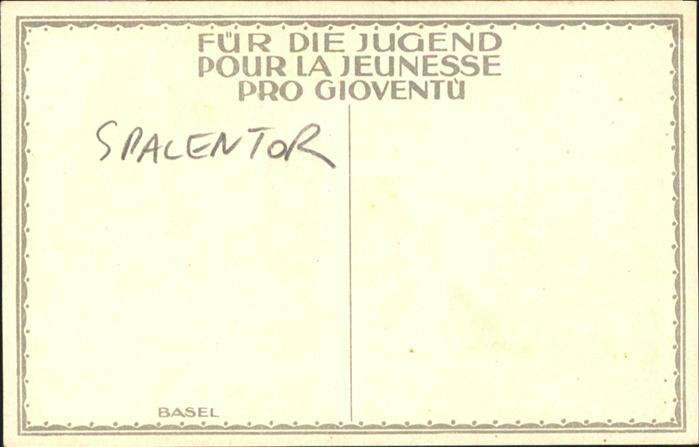 FÜR DIE JUGEND
POUR LA JEUNESSE
PRO GIOVENTÙ
SPALENTOR
BASEL